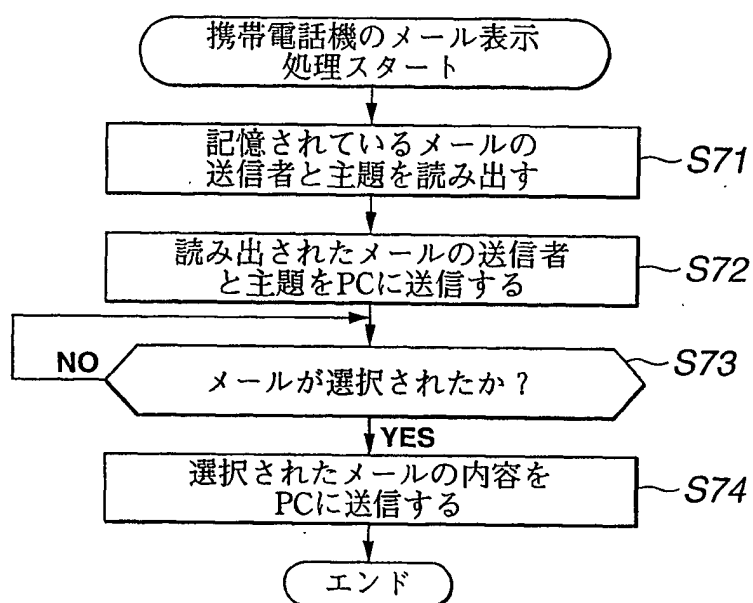 携帯電話機のメール表示
処理スタート
記憶されているメールの
送信者と主題を読み出す
S71
読み出されたメールの送信者
と主題をPCに送信する
S72
NO
メールが選択されたか?
S73
YES
選択されたメールの内容を
PCに送信する
S74
エンド